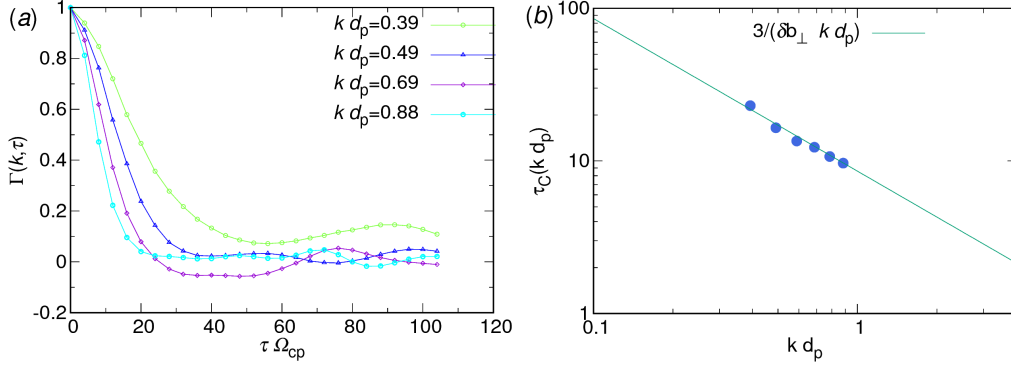 (a)
Γ(k,τ)
1
0.8
0.6
0.4
0.2
0
-0.2
0 20 40 60 80 100 120
τ Ωcp
k dp=0.39
k dp=0.49
k dp=0.69
k dp=0.88
(b)
τC(k dp)
100
10
1
0.1 1
k dp
3/(δb⊥ k dp)